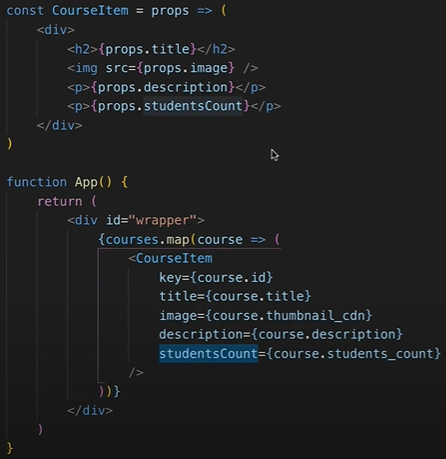 const CourseItem = props => (
<div>
<h2>{props.title}</h2>
<img src={props.image} />
<p>{props.description}</p>
<p>{props.studentsCount}</p>
</div>
)
function App() {
return (
<div id="wrapper">
{courses.map(course => (
<CourseItem
key={course.id}
title={course.title}
image={course.thumbnail_cdn}
description={course.description}
studentsCount={course.students_count}
/>
))}
</div>
)
}